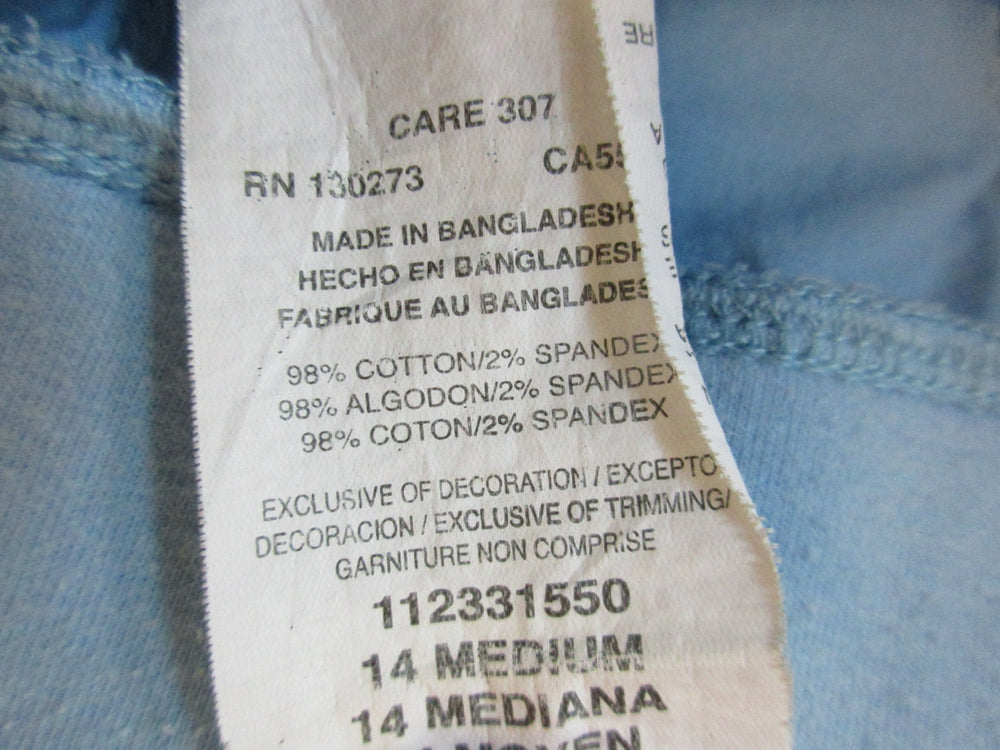 CARE 307
RN 130273 CA55
MADE IN BANGLADESH
HECHO EN BANGLADESH
FABRIQUE AU BANGLADES
98% COTTON/2% SPANDEX
98% ALGODON/2% SPANDEX
98% COTON/2% SPANDEX
EXCLUSIVE OF DECORATION / EXCEPTO
DECORACION / EXCLUSIVE OF TRIMMING/
GARNITURE NON COMPRISE
112331550
14 MEDIUM
14 MEDIANA